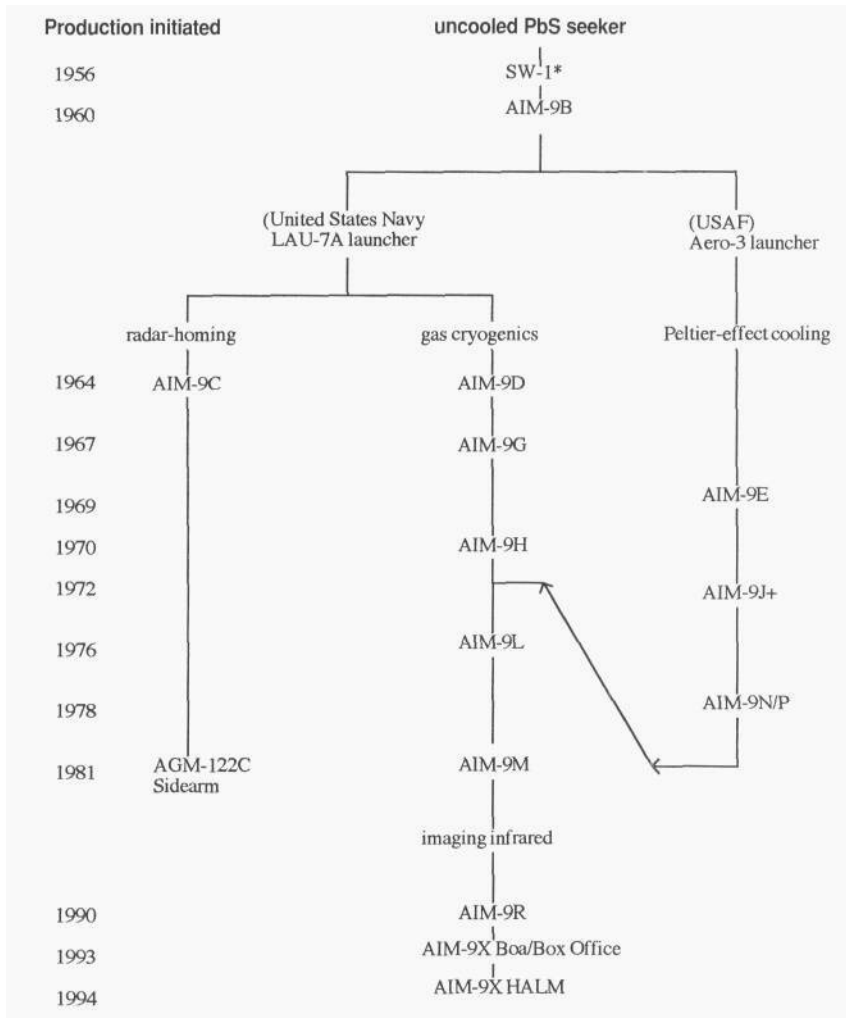 Production initiated
uncooled PbS seeker
1956
SW-1*
1960
AIM-9B
(United States Navy
LAU-7A launcher
(USAF)
Aero-3 launcher
radar-homing
gas cryogenics
Peltier-effect cooling
1964
AIM-9C
AIM-9D
1967
AIM-9G
1969
AIM-9E
1970
AIM-9H
1972
AIM-9J+
1976
AIM-9L
1978
AIM-9N/P
1981
AGM-122C
Sidearm
AIM-9M
imaging infrared
1990
AIM-9R
1993
AIM-9X Boa/Box Office
1994
AIM-9X HALM